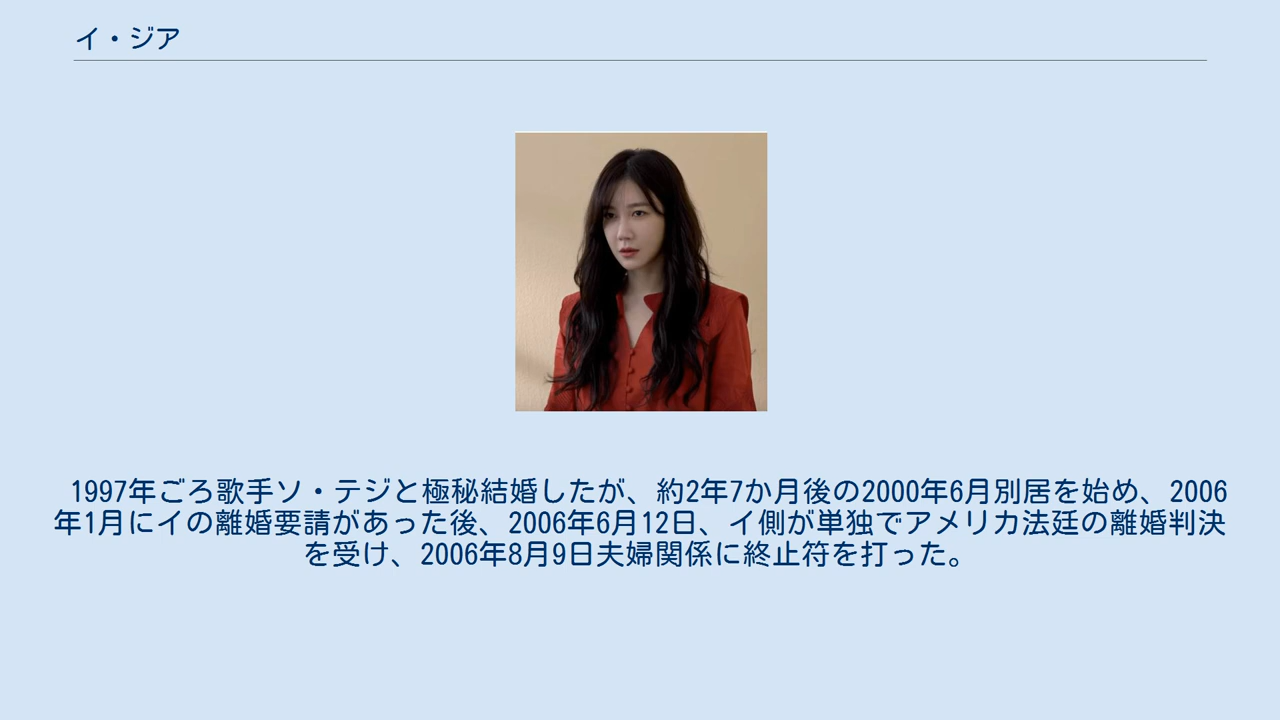 イ・ジア
1997年ごろ歌手ソ・テジと極秘結婚したが、約2年7か月後の2000年6月別居を始め、2006
年1月にイの離婚要請があった後、2006年6月12日、イ側が単独でアメリカ法廷の離婚判決
を受け、2006年8月9日夫婦関係に終止符を打った。